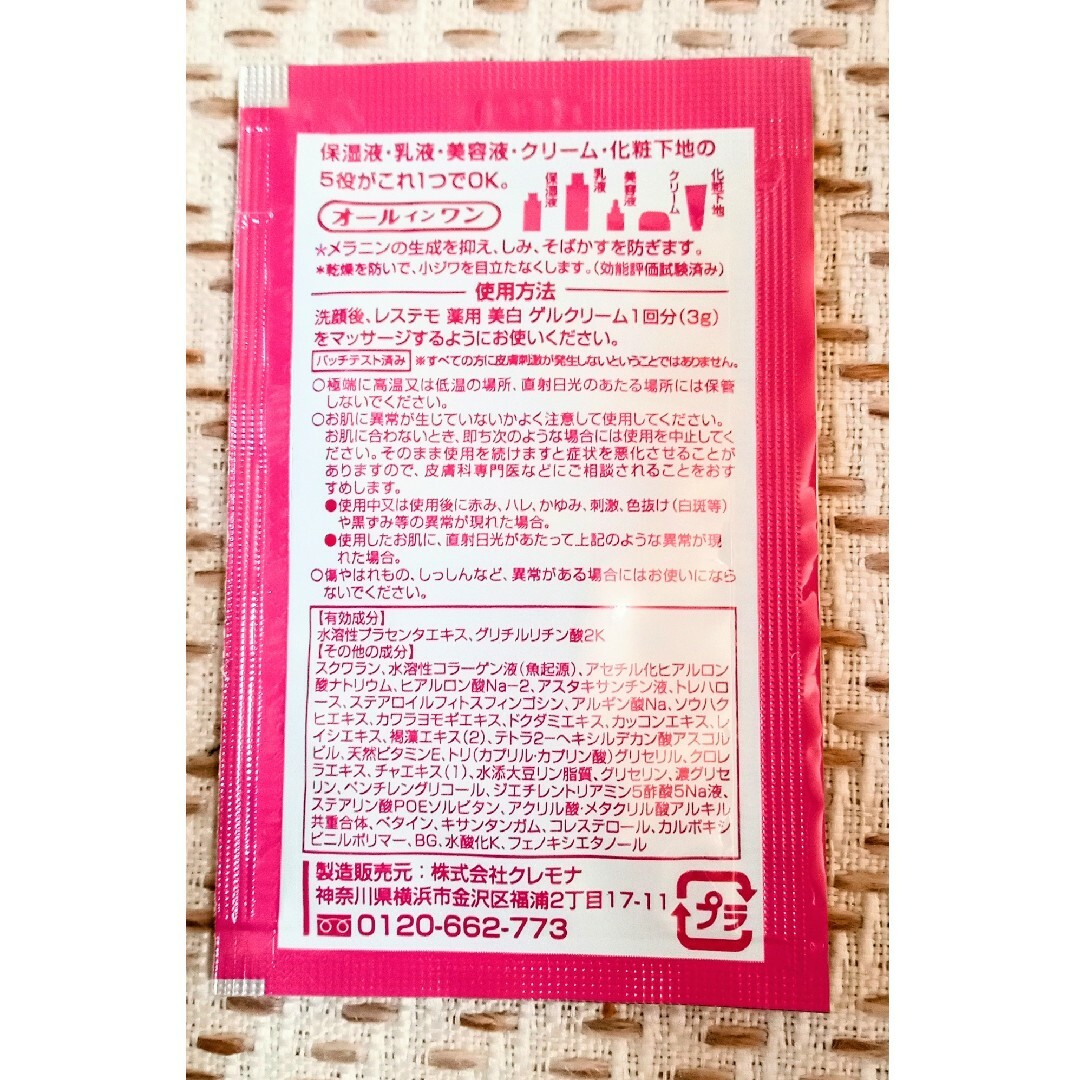 保湿液・乳液・美容液・クリーム・化粧下地の
5役がこれ1つでOK。
保湿液
乳液
美容液
クリーム
化粧下地
オールインワン
*メラニンの生成を抑え、しみ、そばかすを防ぎます。
*乾燥を防いで、小ジワを目立たなくします。(効能評価試験済み)
使用方法
洗顔後、レステモ 薬用 美白 ゲルクリーム1回分(3g)
をマッサージするようにお使いください。
パッチテスト済み ※すべての方に皮膚刺激が発生しないということではありません。
○極端に高温又は低温の場所、直射日光のあたる場所には保管
しないでください。
○お肌に異常が生じていないかよく注意して使用してください。
お肌に合わないとき、即ち次のような場合には使用を中止してく
ださい。そのまま使用を続けますと症状を悪化させることが
ありますので、皮膚科専門医などにご相談されることをおす
すめします。
●使用中又は使用後に赤み、ハレ、かゆみ、刺激、色抜け(白斑等)
や黒ずみ等の異常が現れた場合。
●使用したお肌に、直射日光があたって上記のような異常が現
れた場合。
○傷やはれもの、しっしんなど、異常がある場合にはお使いになら
ないでください。
【有効成分】
水溶性プラセンタエキス、グリチルリチン酸2K
【その他の成分】
スクワラン、水溶性コラーゲン液(魚起源)、アセチル化ヒアルロン
酸ナトリウム、ヒアルロン酸Na-2、アスタキサンチン液、トレハロ
ース、ステアロイルフィトスフィンゴシン、アルギン酸Na、ソウハク
ヒエキス、カワラヨモギエキス、ドクダミエキス、カッコンエキス、レ
イシエキス、褐藻エキス(2)、テトラ2-ヘキシルデカン酸アスコル
ビル、天然ビタミンE、トリ(カプリル・カプリン酸)グリセリル、クロレ
ラエキス、チャエキス(1)、水添大豆リン脂質、グリセリン、濃グリセ
リン、ペンチレングリコール、ジエチレントリアミン5酢酸5Na液、
ステアリン酸POEソルビタン、アクリル酸・メタクリル酸アルキル
共重合体、ベタイン、キサンタンガム、コレステロール、カルボキシ
ビニルポリマー、BG、水酸化K、フェノキシエタノール
製造販売元:株式会社クレモナ
神奈川県横浜市金沢区福浦2丁目17-11
0120-662-773
プラ